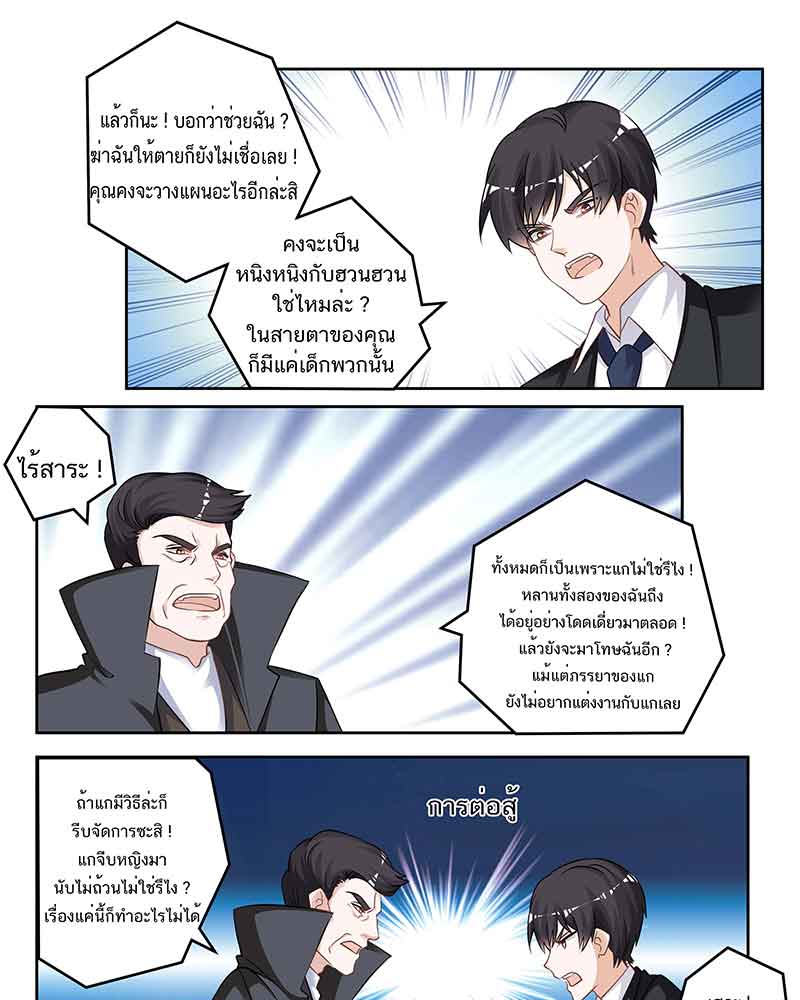 แล้วก็นะ ! บอกว่าช่วยฉัน ?
ฆ่าฉันให้ตายก็ยังไม่เชื่อเลย !
คุณคงจะวางแผนอะไรอีกล่ะสิ
คงจะเป็น
หนิงหนิงกับฮวนฮวน
ใช่ไหมล่ะ ?
ในสายตาของคุณ
ก็มีแค่เด็กพวกนั้น
ไร้สาระ !
ทั้งหมดก็เป็นเพราะแกไม่ใช่รึไง !
หลานทั้งสองของฉันถึง
ได้อยู่อย่างโดดเดี่ยวมาตลอด !
แล้วยังจะมาโทษฉันอีก ?
แม้แต่ภรรยาของแก
ยังไม่อยากแต่งงานกับแกเลย
การต่อสู้
ถ้าแกมีวิธีล่ะก็
รีบจัดการซะสิ !
แกจีบหญิงมา
นับไม่ถ้วนไม่ใช่รึไง ?
เรื่องแค่นี้ก็ทำอะไรไม่ได้